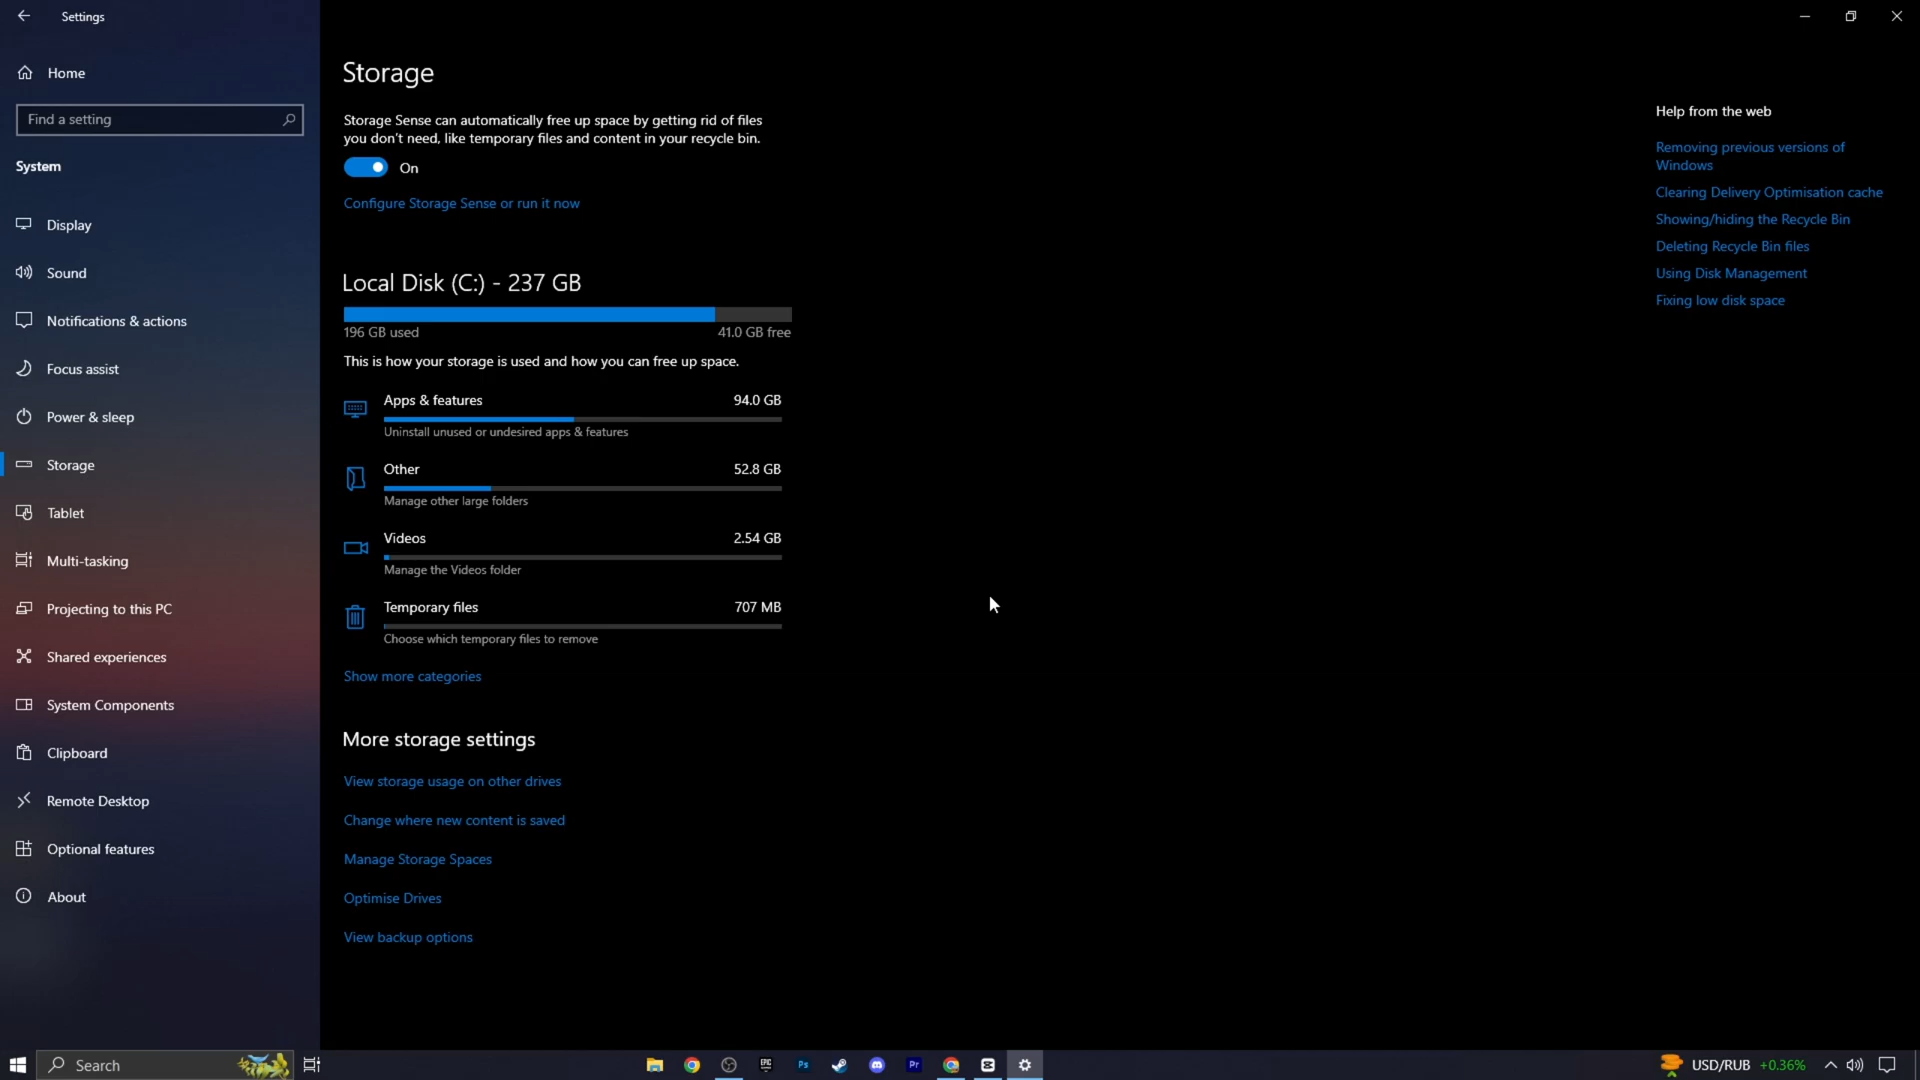 Settings
Home
Find a setting
System
Display
Sound
Notifications & actions
Focus assist
Power & sleep
Storage
Tablet
Multi-tasking
Projecting to this PC
Shared experiences
System Components
Clipboard
Remote Desktop
Optional features
About
Storage
Storage Sense can automatically free up space by getting rid of files
you don't need, like temporary files and content in your recycle bin.
On
Configure Storage Sense or run it now
Local Disk (C:) - 237 GB
196 GB used 41.0 GB free
This is how your storage is used and how you can free up space.
Apps & features 94.0 GB
Uninstall unused or undesired apps & features
Other 52.8 GB
Manage other large folders
Videos 2.54 GB
Manage the Videos folder
Temporary files 707 MB
Choose which temporary files to remove
Show more categories
More storage settings
View storage usage on other drives
Change where new content is saved
Manage Storage Spaces
Optimise Drives
View backup options
Help from the web
Removing previous versions of
Windows
Clearing Delivery Optimisation cache
Showing/hiding the Recycle Bin
Deleting Recycle Bin files
Using Disk Management
Fixing low disk space
Search
EPIC
Ps
Pr
USD/RUB +0.36%